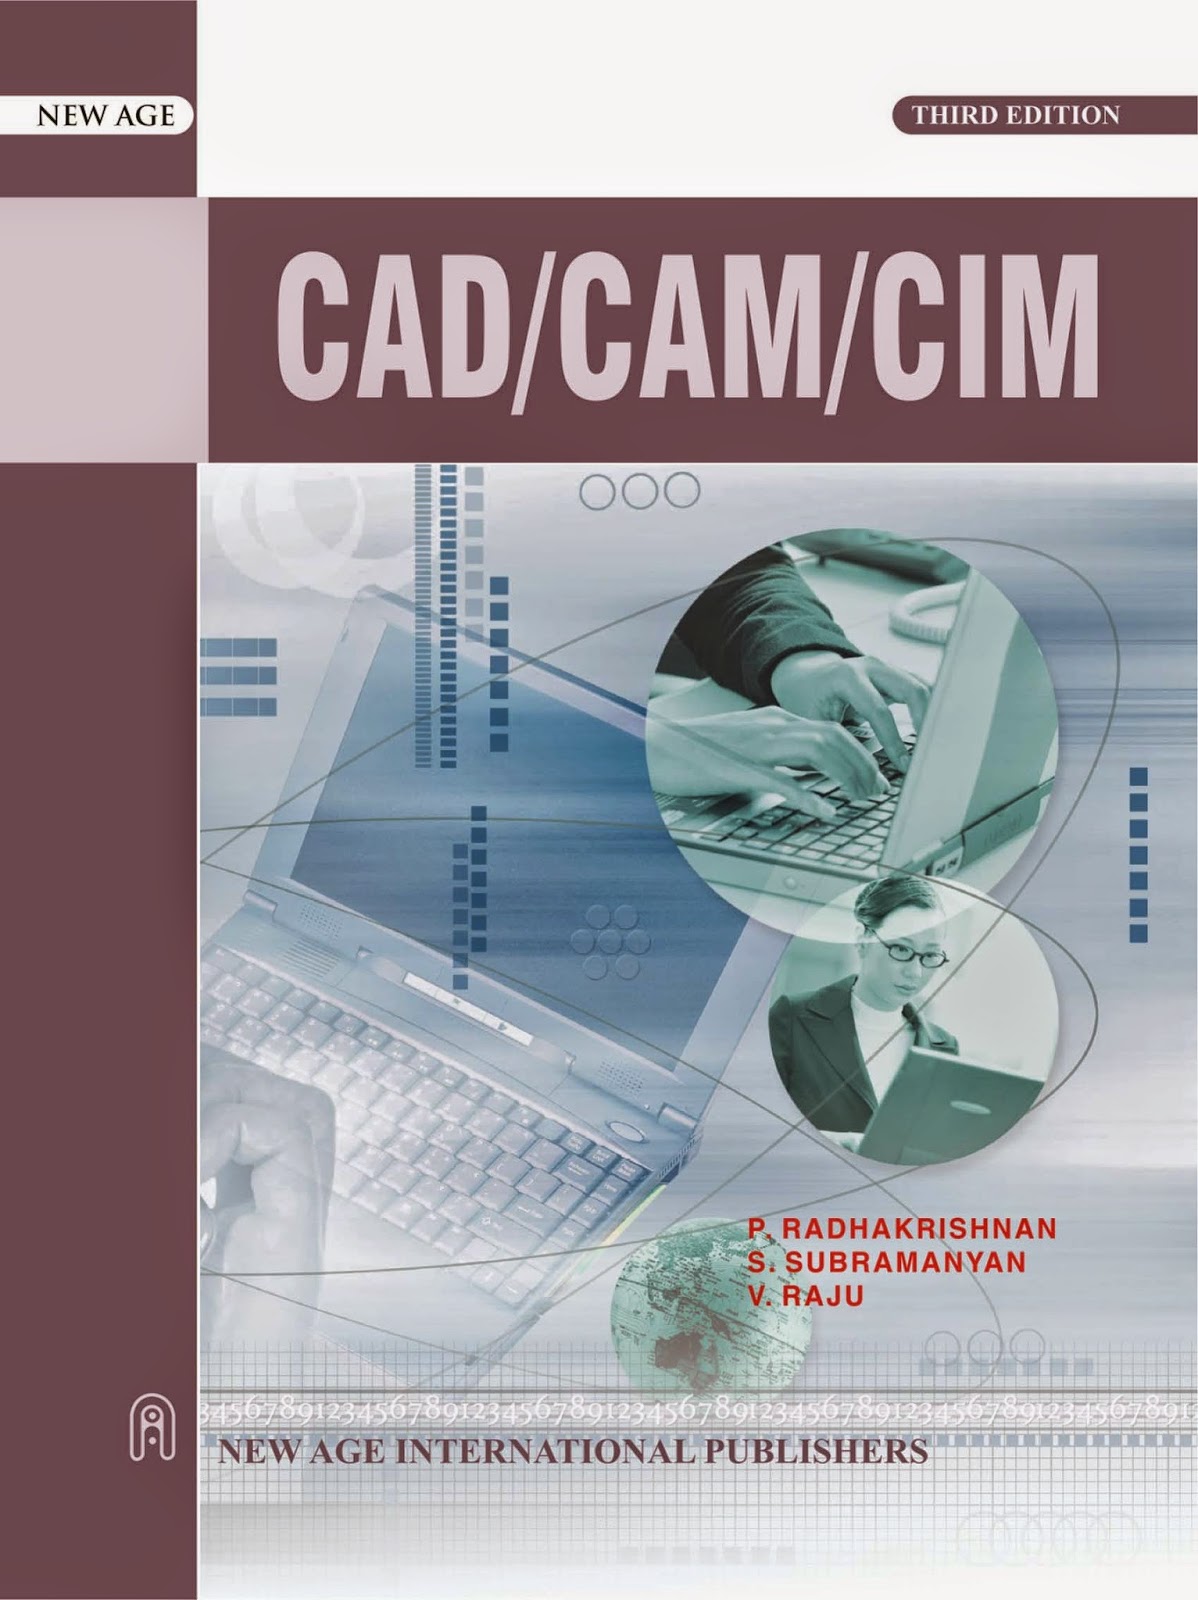 NEW AGE
THIRD EDITION
CAD/CAM/CIM
P. RADHAKRISHNAN
S. SUBRAMANYAN
V. RAJU
3456789123456789123456789123456789123456789123456789
NEW AGE INTERNATIONAL PUBLISHERS